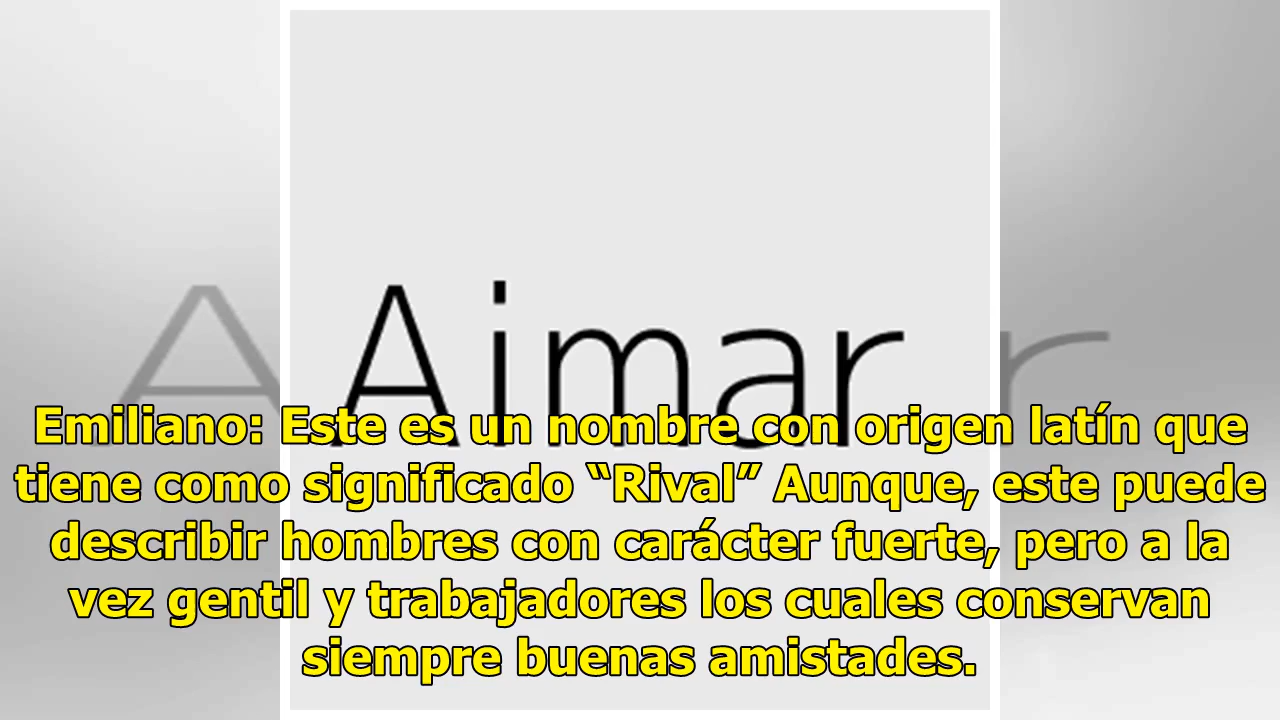 Aimar
Emiliano: Este es un nombre con origen latín que
tiene como significado “Rival” Aunque, este puede
describir hombres con carácter fuerte, pero a la
vez gentil y trabajadores los cuales conservan
siempre buenas amistades.